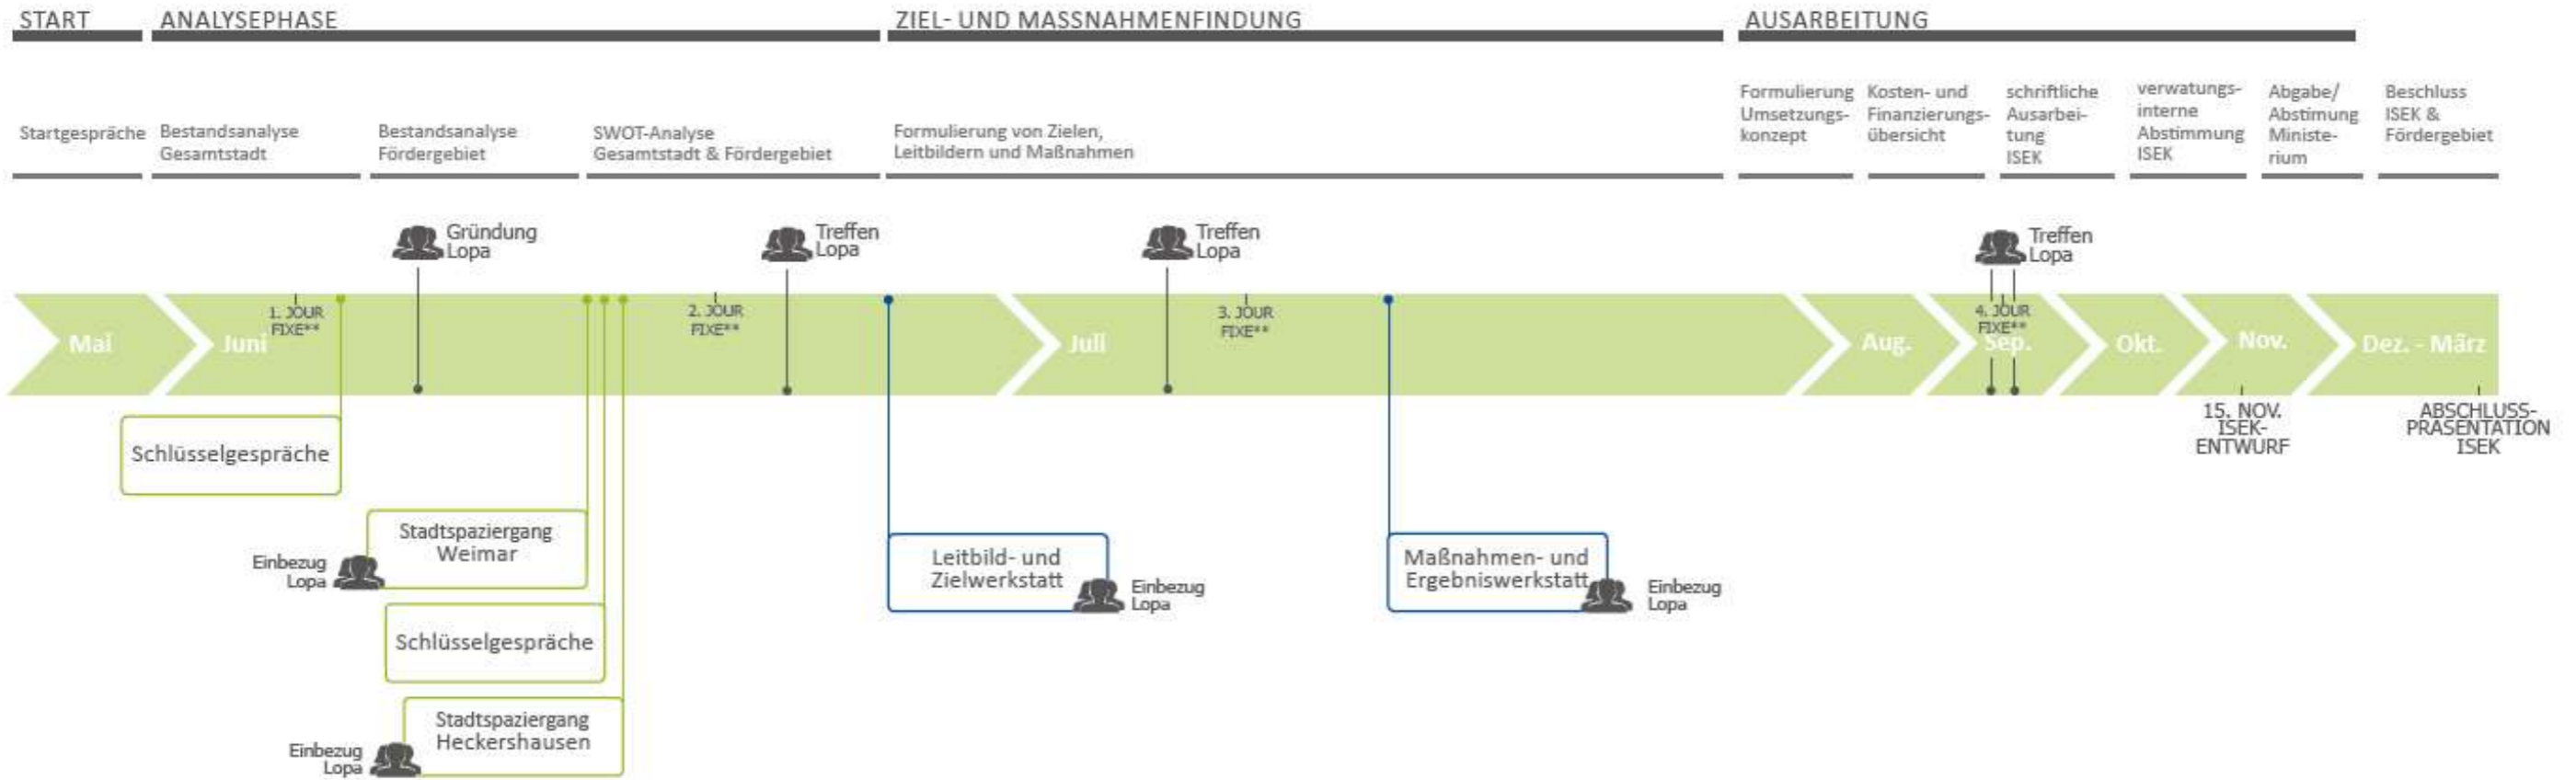 START
ANALYSEPHASE
ZIEL- UND MASSNAHMENFINDUNG
AUSARBEITUNG
Startgespräche
Bestandsanalyse
Gesamtstadt
Bestandsanalyse
Fördergebiet
SWOT-Analyse
Gesamtstadt & Fördergebiet
Formulierung von Zielen,
Leitbildern und Maßnahmen
Formulierung
Umsetzungs-
konzept
Kosten- und
Finanzierungs-
übersicht
schriftliche
Ausarbei-
tung
ISEK
verwatungs-
interne
Abstimmung
ISEK
Abgabe/
Abstimung
Ministe-
rium
Beschluss
ISEK &
Fördergebiet
Gründung
Lopa
Treffen
Lopa
Treffen
Lopa
Treffen
Lopa
Mai
Juni
1. JOUR
FIXE**
2. JOUR
FIXE**
Juli
3. JOUR
FIXE**
Aug.
4. JOUR
FIXE**
Sep.
Okt.
Nov.
Dez. - März
15. NOV.
ISEK-
ENTWURF
ABSCHLUSS-
PRÄSENTATION
ISEK
Schlüsselgespräche
Stadtspaziergang
Weimar
Einbezug
Lopa
Schlüsselgespräche
Stadtspaziergang
Heckershausen
Einbezug
Lopa
Leitbild- und
Zielwerkstatt
Einbezug
Lopa
Maßnahmen- und
Ergebniswerkstatt
Einbezug
Lopa